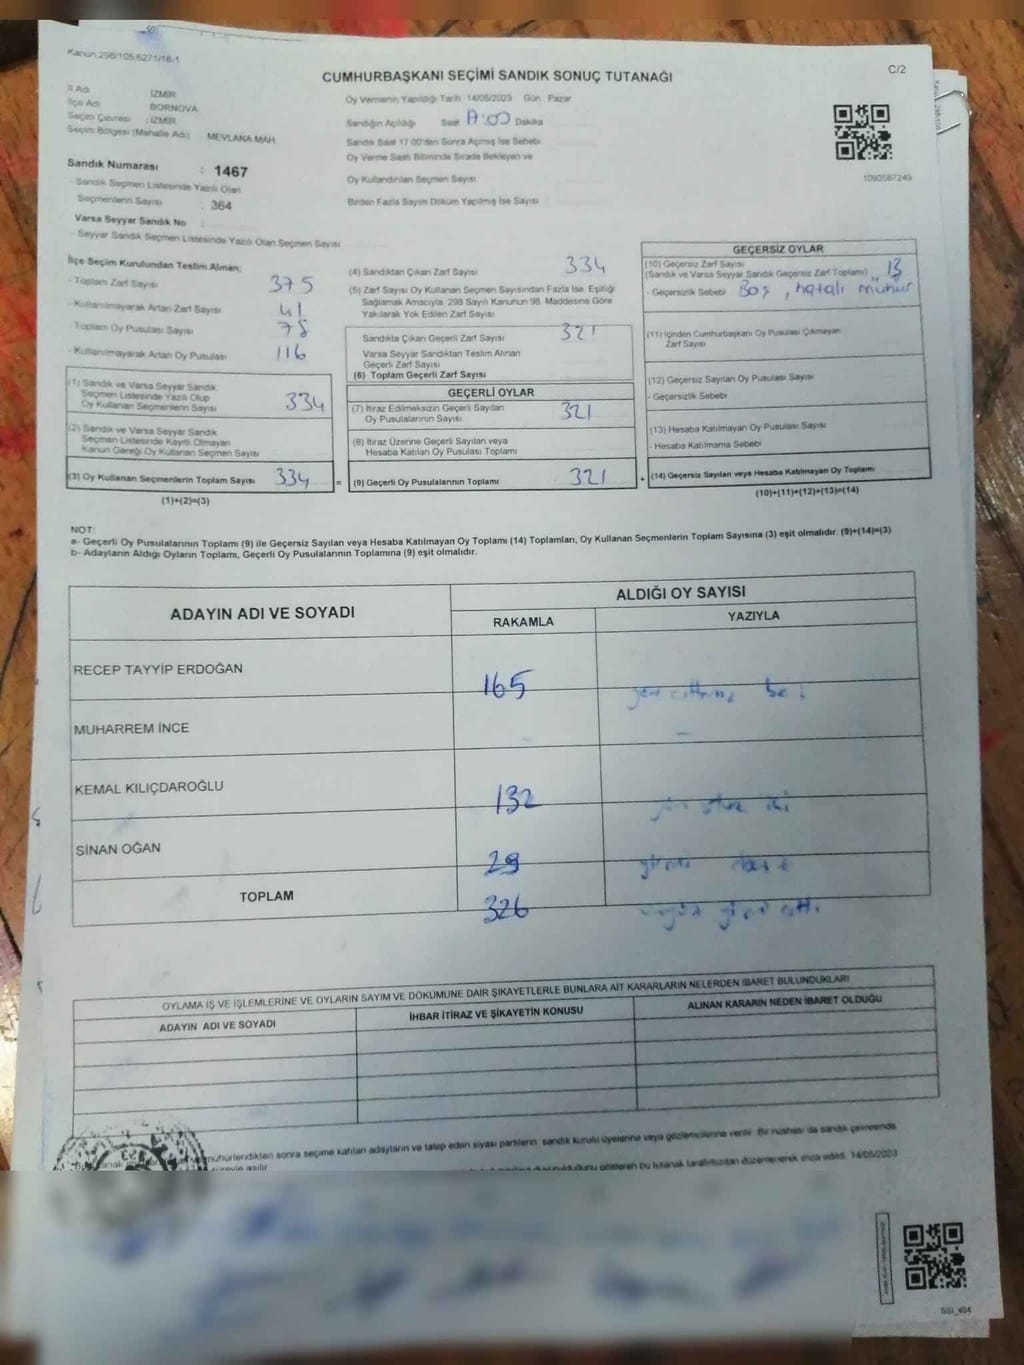 Kanun 298/105,6271/18-1
C/2
CUMHURBAŞKANI SEÇİMİ SANDIK SONUÇ TUTANAĞI
İl Adı İZMİR
İlçe Adı BORNOVA
Seçim Çevresi : İZMİR
Seçim Bölgesi (Mahalle Adı) : MEVLANA MAH.
Sandık Numarası : 1467
- Sandık Seçmen Listesinde Yazılı Olan
Seçmenlerin Sayısı : 364
Varsa Seyyar Sandık No
- Seyyar Sandık Seçmen Listesinde Yazılı Olan Seçmen Sayısı
Oy Vermenin Yapıldığı Tarih 14/05/2023 Gün : Pazar
Sandığın Açıldığı Saat 17:00 Dakika
Sandık Saat 17:00'den Sonra Açılmış İse Sebebi
Oy Verme Saati Bitiminde Sırada Bekleyen ve
Oy Kullandırılan Seçmen Sayısı
Birden Fazla Sayım Döküm Yapılmış İse Sayısı
1093587249
İlçe Seçim Kurulundan Teslim Alınan;
- Toplam Zarf Sayısı 375
- Kullanılmayarak Artan Zarf Sayısı 41
Toplam Oy Pusulası Sayısı
- Kullanılmayarak Artan Oy Pusulası 116
(1) Sandık ve Varsa Seyyar Sandık
Seçmen Listesinde Yazılı Olup
Oy Kullanan Seçmenlerin Sayısı 334
(2) Sandık ve Varsa Seyyar Sandık
Seçmen Listesinde Kayıtlı Olmayan
Kanun Gereği Oy Kullanan Seçmen Sayısı
(3) Oy Kullanan Seçmenlerin Toplam Sayısı 334 =
(1)+(2)=(3)
(4) Sandıktan Çıkan Zarf Sayısı 334
(5) Zarf Sayısı Oy Kullanan Seçmen Sayısından Fazla İse, Eşitliği
Sağlamak Amacıyla, 298 Sayılı Kanunun 98. Maddesine Göre
Yakılarak Yok Edilen Zarf Sayısı
Sandıkta Çıkan Geçerli Zarf Sayısı 321
Varsa Seyyar Sandıktan Teslim Alınan
Geçerli Zarf Sayısı
(6) Toplam Geçerli Zarf Sayısı
GEÇERLİ OYLAR
(7) İtiraz Edilmeksizin Geçerli Sayılan
Oy Pusulalarının Sayısı 321
(8) İtiraz Üzerine Geçerli Sayılan veya
Hesaba Katılan Oy Pusulası Toplamı
(9) Geçerli Oy Pusulalarının Toplamı 321 +
GEÇERSİZ OYLAR
(10) Geçersiz Zarf Sayısı
(Sandık ve Varsa Seyyar Sandık Geçersiz Zarf Toplamı) 13
- Geçersizlik Sebebi Boş, hatalı mühür
(11) İçinden Cumhurbaşkanı Oy Pusulası Çıkmayan
Zarf Sayısı
(12) Geçersiz Sayılan Oy Pusulası Sayısı
- Geçersizlik Sebebi
(13) Hesaba Katılmayan Oy Pusulası Sayısı
- Hesaba Katılmama Sebebi
(14) Geçersiz Sayılan veya Hesaba Katılmayan Oy Toplamı
(10)+(11)+(12)+(13)=(14)
NOT:
a- Geçerli Oy Pusulalarının Toplamı (9) ile Geçersiz Sayılan veya Hesaba Katılmayan Oy Toplamı (14) Toplamları, Oy Kullanan Seçmenlerin Toplam Sayısına (3) eşit olmalıdır. (9)+(14)=(3)
b- Adayların Aldığı Oyların Toplamı, Geçerli Oy Pusulalarının Toplamına (9) eşit olmalıdır.
ADAYIN ADI VE SOYADI
ALDIĞI OY SAYISI
RAKAMLA YAZIYLA
RECEP TAYYİP ERDOĞAN 165
MUHARREM İNCE - -
KEMAL KILIÇDAROĞLU 132
SİNAN OĞAN 29
TOPLAM 326
OYLAMA İŞ VE İŞLEMLERİNE VE OYLARIN SAYIM VE DÖKÜMÜNE DAİR ŞİKAYETLERLE BUNLARA AİT KARARLARIN NELERDEN İBARET BULUNDUKLARI
ADAYIN ADI VE SOYADI İHBAR İTİRAZ VE ŞİKAYETİN KONUSU ALINAN KARARIN NEDEN İBARET OLDUĞU
mühürlendikten sonra seçime katılan adayların ve talep eden siyasi partilerin sandık kurulu üyelerine veya gözlemcilerine verilir. Bir nüshası da sandık çevresinde
bu tutanak tarafımızdan düzenlenerek imza edildi. 14/05/2023
SSI_404